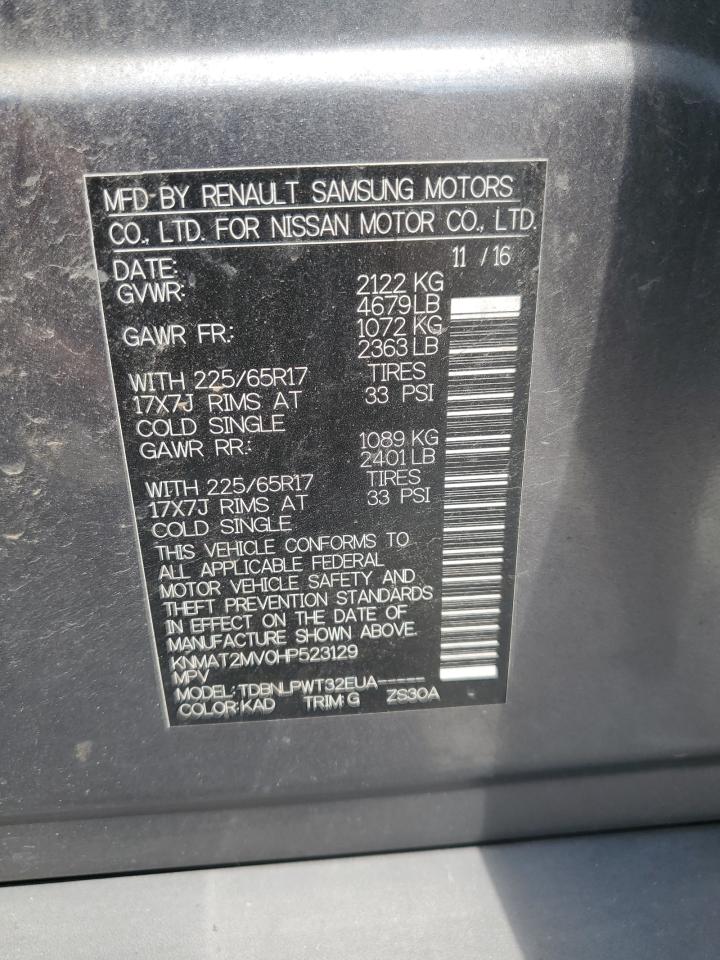 MFD BY RENAULT SAMSUNG MOTORS
CO., LTD. FOR NISSAN MOTOR CO., LTD.
DATE: 11 / 16
GVWR: 2122 KG
4679 LB
GAWR FR.: 1072 KG
2363 LB
WITH 225/65R17 TIRES
17X7J RIMS AT 33 PSI
COLD SINGLE
GAWR RR.: 1089 KG
2401 LB
WITH 225/65R17 TIRES
17X7J RIMS AT 33 PSI
COLD SINGLE
THIS VEHICLE CONFORMS TO
ALL APPLICABLE FEDERAL
MOTOR VEHICLE SAFETY AND
THEFT PREVENTION STANDARDS
IN EFFECT ON THE DATE OF
MANUFACTURE SHOWN ABOVE.
KNMAT2MV0HP523129
MPV
MODEL: TDBNLPWT32EUA-----
COLOR: KAD TRIM: G ZS30A